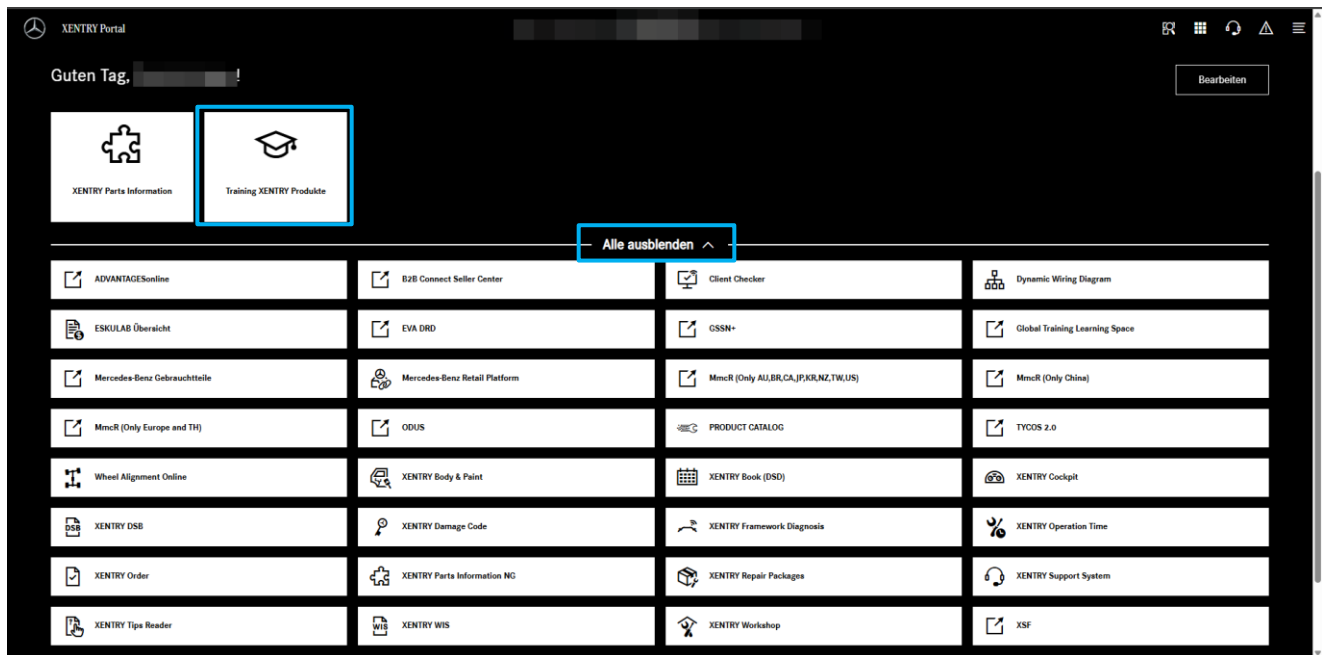 XENTRY Portal
Guten Tag, !
Bearbeiten
XENTRY Parts Information
Training XENTRY Produkte
Alle ausblenden
ADVANTAGESonline
B2B Connect Seller Center
Client Checker
Dynamic Wiring Diagram
ESKULAB Übersicht
EVA DRD
GSSN+
Global Training Learning Space
Mercedes-Benz Gebrauchtteile
Mercedes-Benz Retail Platform
MmcR (Only AU,BR,CA,JP,KR,NZ,TW,US)
MmcR (Only China)
MmcR (Only Europe and TH)
ODUS
PRODUCT CATALOG
TYCOS 2.0
Wheel Alignment Online
XENTRY Body & Paint
XENTRY Book (DSD)
XENTRY Cockpit
DSB
XENTRY DSB
XENTRY Damage Code
XENTRY Framework Diagnosis
XENTRY Operation Time
XENTRY Order
XENTRY Parts Information NG
XENTRY Repair Packages
XENTRY Support System
XENTRY Tips Reader
WIS
XENTRY WIS
XENTRY Workshop
XSF